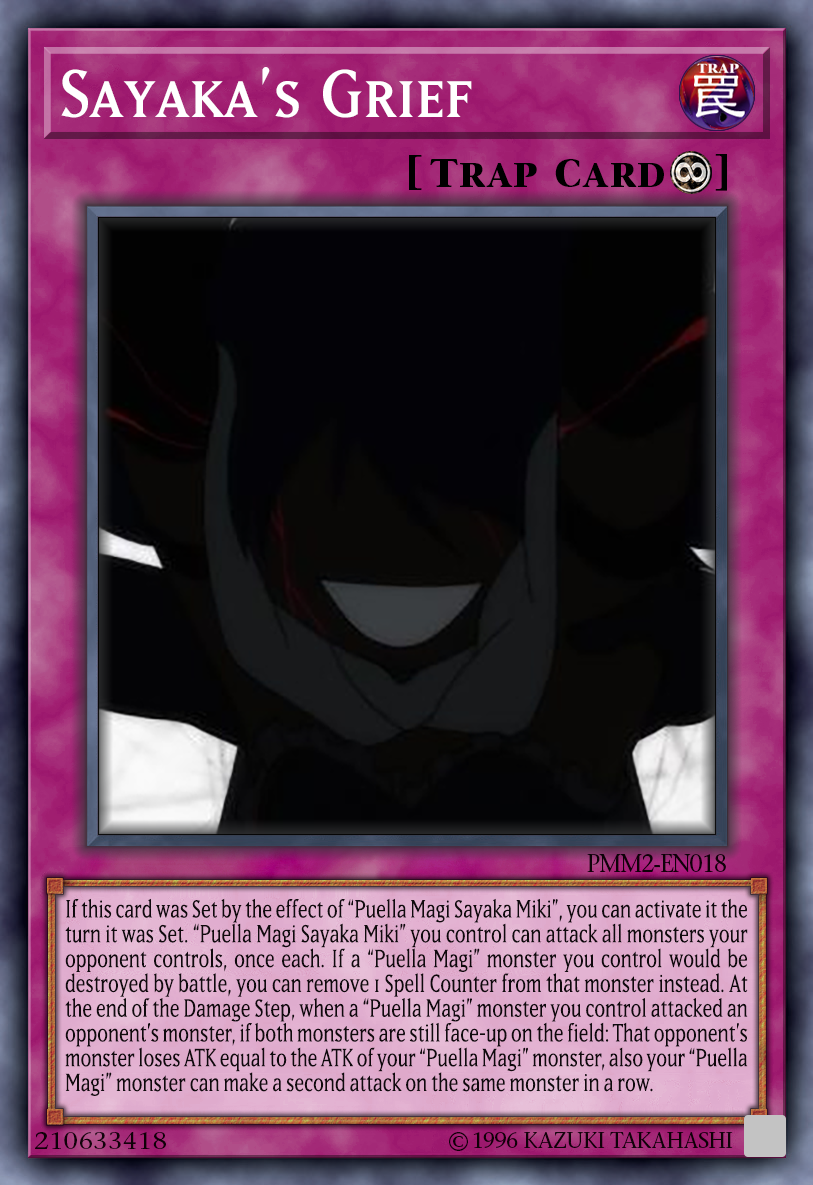 Sayaka's Grief
TRAP
罠
[Trap Card∞]
PMM2-EN018
If this card was Set by the effect of “Puella Magi Sayaka Miki”, you can activate it the
turn it was Set. “Puella Magi Sayaka Miki” you control can attack all monsters your
opponent controls, once each. If a “Puella Magi” monster you control would be
destroyed by battle, you can remove 1 Spell Counter from that monster instead. At
the end of the Damage Step, when a “Puella Magi” monster you control attacked an
opponent's monster, if both monsters are still face-up on the field: That opponent's
monster loses ATK equal to the ATK of your “Puella Magi” monster, also your “Puella
Magi” monster can make a second attack on the same monster in a row.
210633418
© 1996 KAZUKI TAKAHASHI